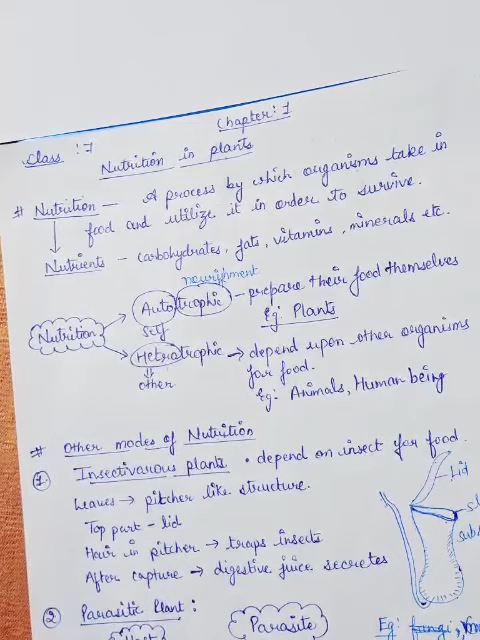 Chapter: 1
Class : 7
Nutrition in plants
# Nutrition — A process by which organisms take in
food and utilize it in order to survive.
Nutrients — carbohydrates, fats, vitamins, minerals etc.
nourishment
Autotrophic — prepare their food themselves
Self
Eg: Plants
Nutrition
Hetrotrophic → depend upon other organisms
other
for food.
Eg: Animals, Human being
# Other modes of Nutrition
1. Insectivarous plants • depend on insect for food.
Leaves → pitcher like structure.
Lid
Top part - lid
Hair in pitcher → traps insects
After capture → digestive juice secretes
2 Parasitic Plant:
Host
Parasite
Eg: fungi,